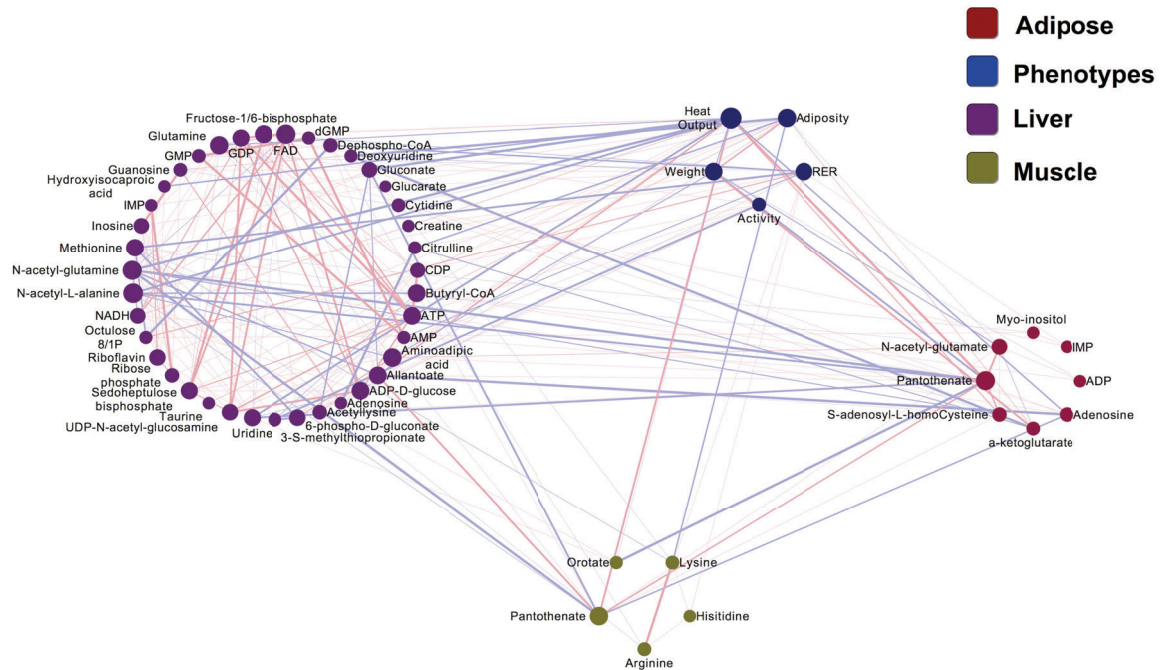 Adipose
Phenotypes
Liver
Muscle
Fructose-1/6-bisphosphate
Glutamine
dGMP
GMP
GDP
FAD
Dephospho-CoA
Deoxyuridine
Guanosine
Gluconate
Hydroxyisocaproic
acid
Glucarate
IMP
Cytidine
Inosine
Creatine
Methionine
Citrulline
N-acetyl-glutamine
CDP
N-acetyl-L-alanine
Butyryl-CoA
NADH
ATP
Octulose
8/1P
AMP
Riboflavin
Aminoadipic
acid
Ribose
phosphate
Allantoate
Sedoheptulose
bisphosphate
ADP-D-glucose
Taurine
Adenosine
UDP-N-acetyl-glucosamine
Acetyllysine
Uridine
6-phospho-D-gluconate
3-S-methylthiopropionate
Heat
Output
Adiposity
Weight
RER
Activity
Myo-inositol
N-acetyl-glutamate
IMP
Pantothenate
ADP
S-adenosyl-L-homoCysteine
Adenosine
a-ketoglutarate
Orotate
Lysine
Pantothenate
Hisitidine
Arginine